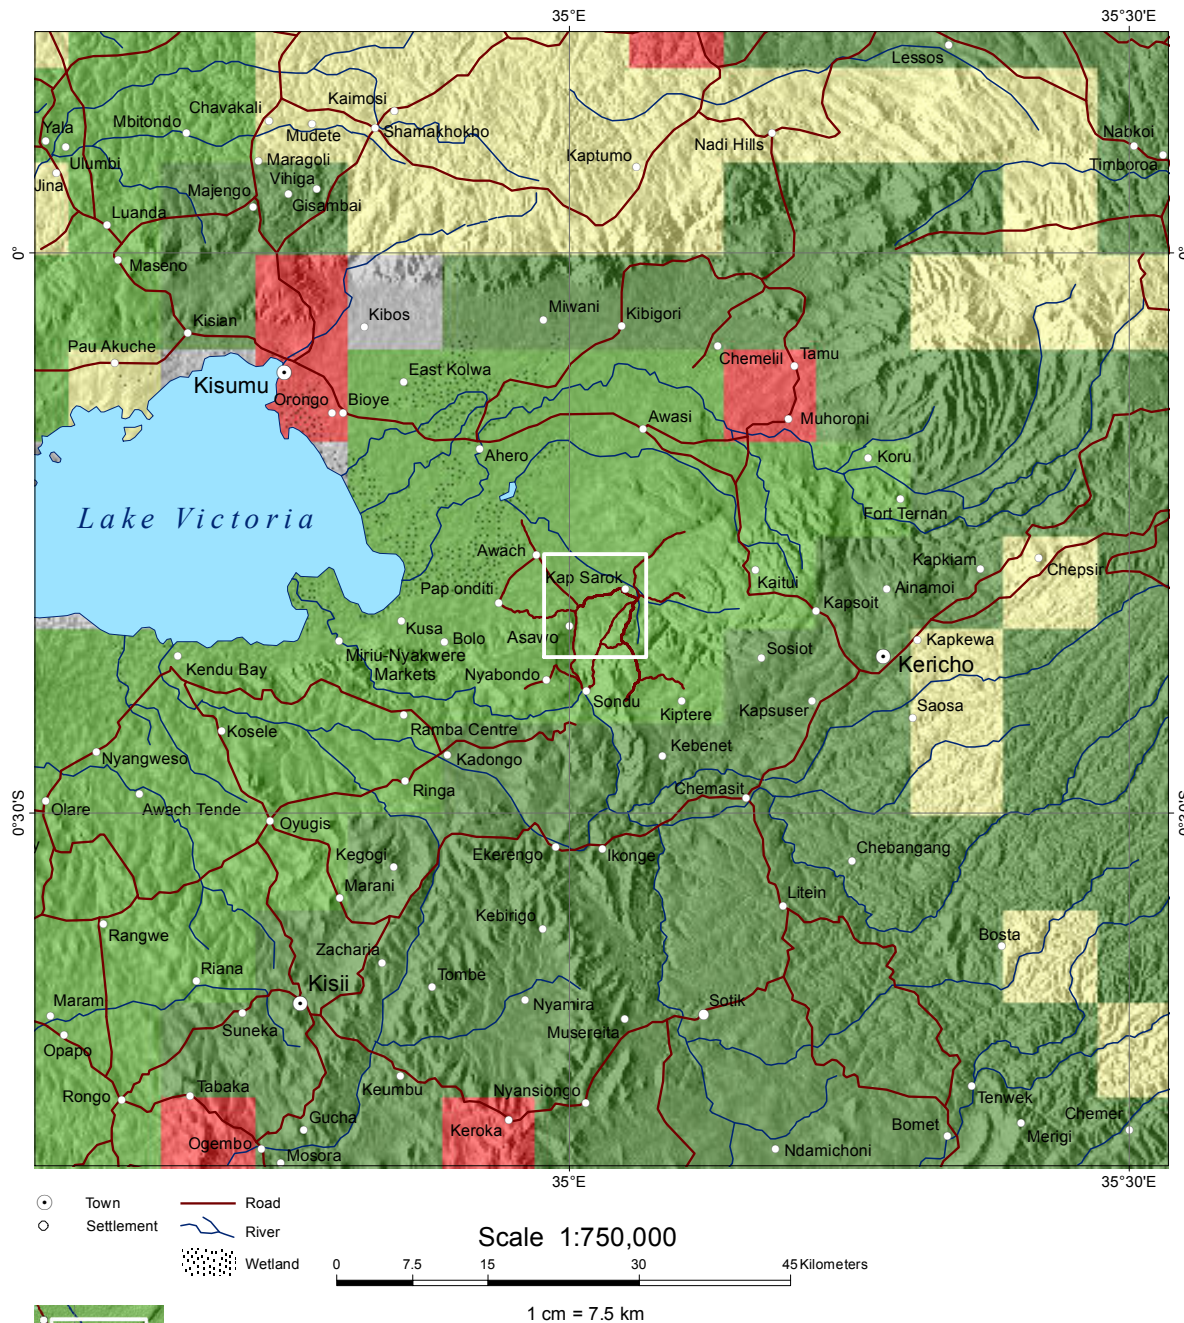 35°E
35°30'E
Lessos
Kaimosi
Chavakali
Mbitondo
Mudete
Shamakhokho
Yala
Ulumbi
Nadi Hills
Nabkoi
Timboroa
Kaptumo
Maragoli
Vihiga
Jina
Majengo
Gisambai
Luanda
0°
0°
Maseno
Kibos
Miwani
Kibigori
Kisian
Pau Akuche
Chemelil
Tamu
East Kolwa
Kisumu
Orongo
Bioye
Awasi
Muhoroni
Ahero
Koru
Lake Victoria
Fort Ternan
Awach
Kap Sarok
Kaitui
Kapkiam
Chepsir
Pap onditi
Ainamoi
Kapsoit
Kusa
Bolo
Asawo
Kapkewa
Miriu-Nyakwere
Markets
Sosiot
Kericho
Kendu Bay
Nyabondo
Sondu
Kiptere
Kapsuser
Saosa
Kosele
Ramba Centre
Kebenet
Nyangweso
Kadongo
Ringa
Chemasit
Olare
Awach Tende
0°30'S
0°30'S
Oyugis
y
Kegogi
Ekerengo
Ikonge
Chebangang
Marani
Litein
Kebirigo
Rangwe
Bosta
Zacharia
Riana
Kisii
Tombe
Nyamira
Sotik
Maram
Suneka
Musereita
Opapo
Rongo
Tabaka
Keumbu
Nyansiongo
Tenwek
Gucha
Keroka
Bomet
Merigi
Chemer
Ogembo
Mosora
Ndamichoni
35°E
35°30'E
Town
Road
Settlement
River
Wetland
Scale 1:750,000
0 7.5 15 30 45 Kilometers
1 cm = 7.5 km